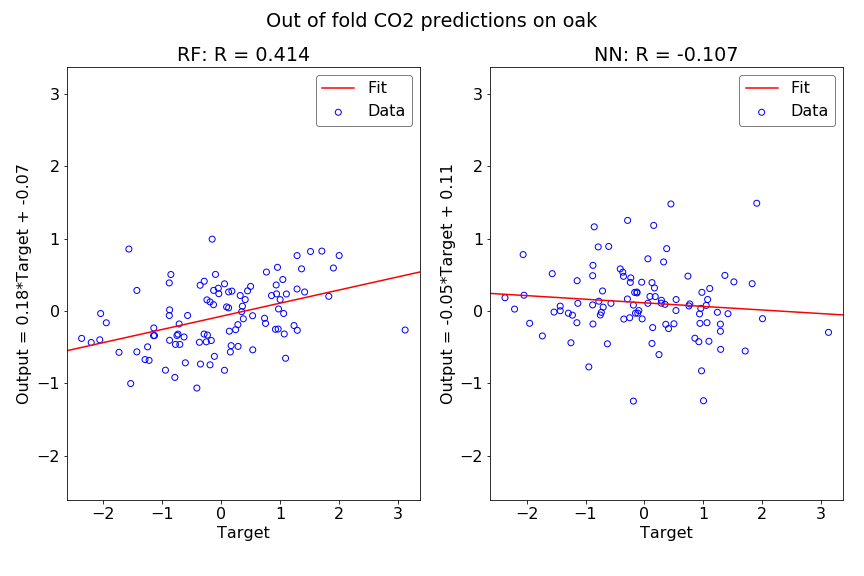 Out of fold CO2 predictions on oak
RF: R = 0.414
Fit
Data
Output = 0.18*Target + -0.07
3
2
1
0
−1
−2
−2 −1 0 1 2 3
Target
NN: R = -0.107
Fit
Data
Output = -0.05*Target + 0.11
3
2
1
0
−1
−2
−2 −1 0 1 2 3
Target